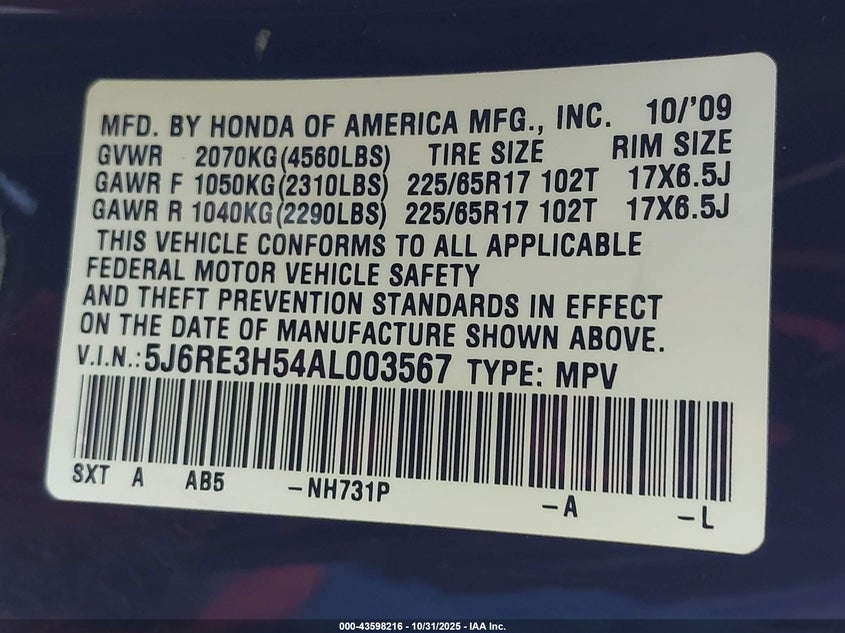 MFD. BY HONDA OF AMERICA MFG., INC. 10/'09
GVWR 2070KG(4560LBS) TIRE SIZE RIM SIZE
GAWR F 1050KG(2310LBS) 225/65R17 102T 17X6.5J
GAWR R 1040KG(2290LBS) 225/65R17 102T 17X6.5J
THIS VEHICLE CONFORMS TO ALL APPLICABLE
FEDERAL MOTOR VEHICLE SAFETY
AND THEFT PREVENTION STANDARDS IN EFFECT
ON THE DATE OF MANUFACTURE SHOWN ABOVE.
V.I.N.:5J6RE3H54AL003567 TYPE: MPV
SXT A AB5 -NH731P -A -L
000-43598216 - 10/31/2025 - IAA Inc.